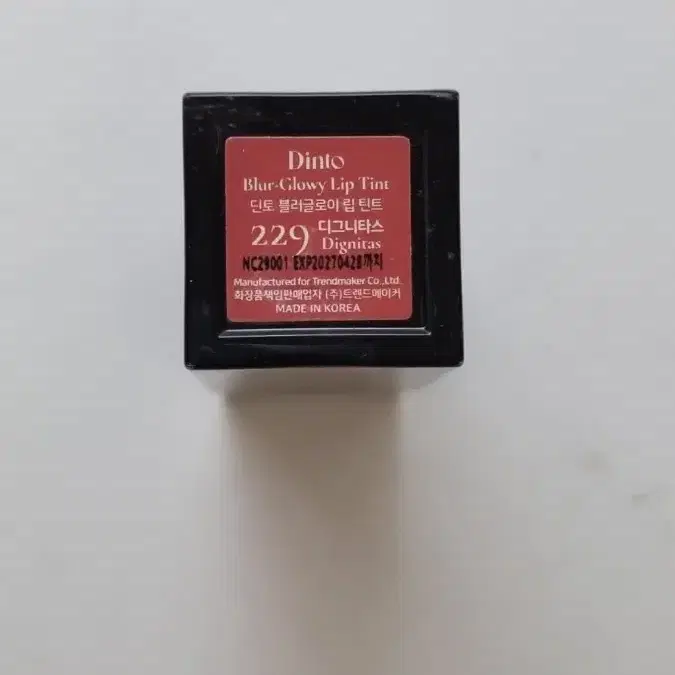 Dinto
Blur-Glowy Lip Tint
딘토 블러글로이 립 틴트
229 디그니타스
Dignitas
NC29001 EXP20270428까지
Manufactured for Trendmaker Co.,Ltd.
화장품책임판매업자 (주)트렌드메이커
MADE IN KOREA